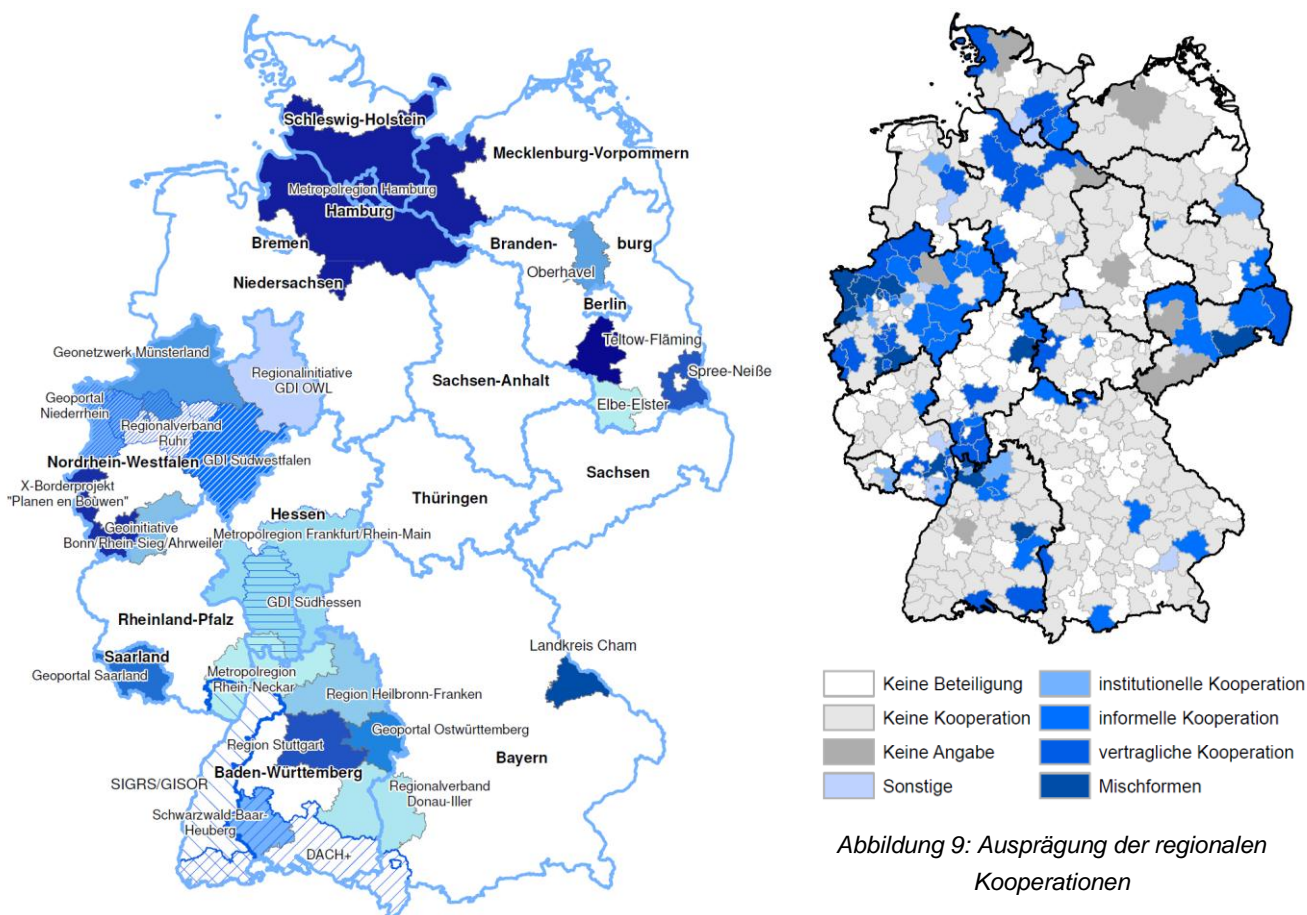 Schleswig-Holstein
Mecklenburg-Vorpommern
Metropolregion Hamburg
Hamburg
Bremen
Branden-
burg
Oberhavel
Niedersachsen
Berlin
Teltow-Fläming
Geonetzwerk Münsterland
Regionalinitiative
GDI OWL
Sachsen-Anhalt
Spree-Neiße
Elbe-Elster
Geoportal
Niederrhein
Regionalverband
Ruhr
Nordrhein-Westfalen
GDI Südwestfalen
Sachsen
X-Borderprojekt
"Planen en Bouwen"
Thüringen
Hessen
Geoinitiative
Bonn/Rhein-Sieg/Ahrweiler
Metropolregion Frankfurt/Rhein-Main
GDI Südhessen
Rheinland-Pfalz
Landkreis Cham
Saarland
Geoportal Saarland
Metropolregion
Rhein-Neckar
Region Heilbronn-Franken
Geoportal Ostwürttemberg
Region Stuttgart
Bayern
Baden-Württemberg
SIGRS/GISOR
Regionalverband
Donau-Iller
Schwarzwald-Baar-
Heuberg
DACH+
Keine Beteiligung
Keine Kooperation
Keine Angabe
Sonstige
institutionelle Kooperation
informelle Kooperation
vertragliche Kooperation
Mischformen
Abbildung 9: Ausprägung der regionalen
Kooperationen